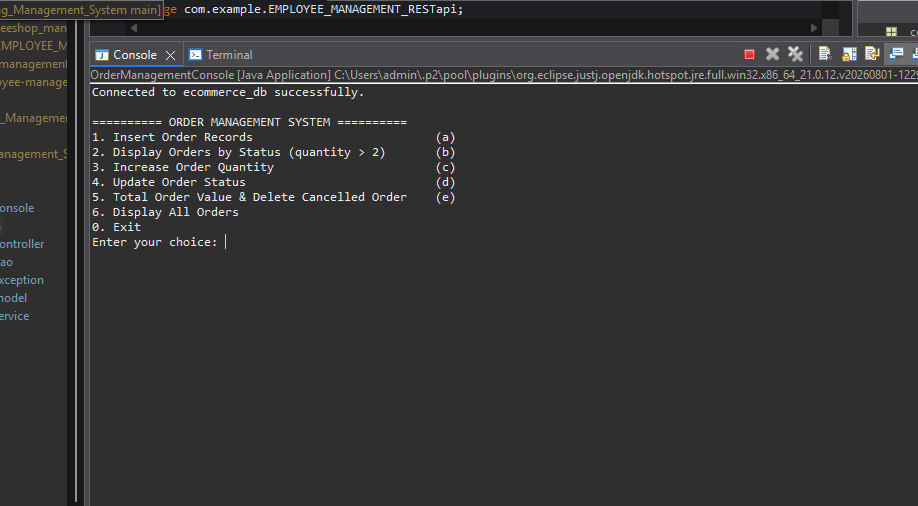 ng_Management_System main]ge com.example.EMPLOYEE_MANAGEMENT_RESTapi;
eeshop_man
EMPLOYEE_M
management
oyee-manage
_Managemen
anagement_S
onsole
ontroller
ao
xception
model
ervice
Console
Terminal
OrderManagementConsole [Java Application] C:\Users\admin\.p2\pool\plugins\org.eclipse.justj.openjdk.hotspot.jre.full.win32.x86_64_21.0.12.v20260801-1229
Connected to ecommerce_db successfully.
========== ORDER MANAGEMENT SYSTEM ==========
1. Insert Order Records (a)
2. Display Orders by Status (quantity > 2) (b)
3. Increase Order Quantity (c)
4. Update Order Status (d)
5. Total Order Value & Delete Cancelled Order (e)
6. Display All Orders
0. Exit
Enter your choice: